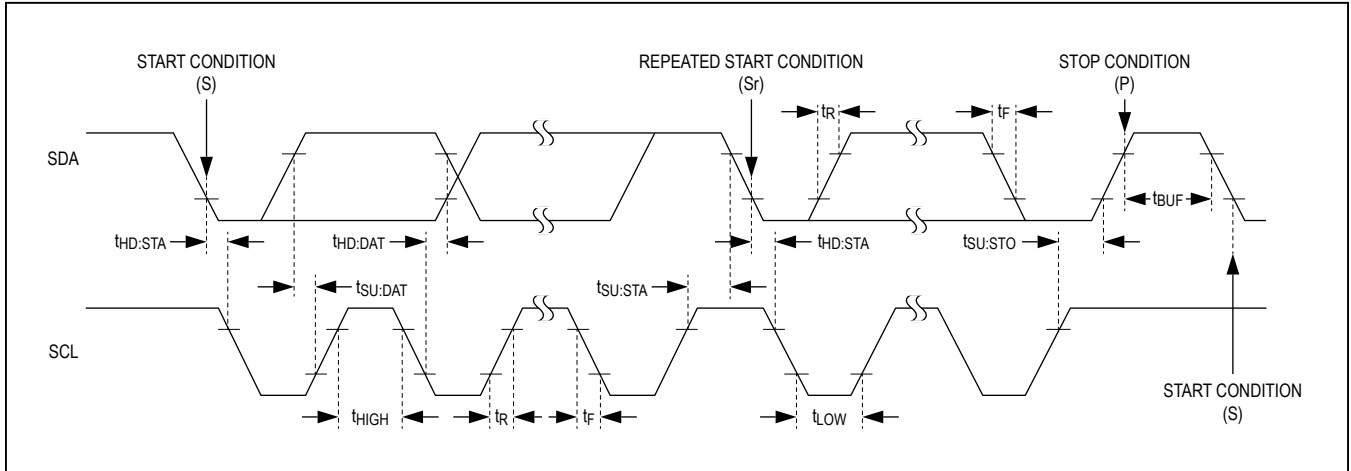 START CONDITION
(S)
REPEATED START CONDITION
(Sr)
STOP CONDITION
(P)
tR
tF
SDA
tBUF
tHD:STA
tHD:DAT
tHD:STA
tSU:STO
tSU:DAT
tSU:STA
SCL
tHIGH
tR
tF
tLOW
START CONDITION
(S)